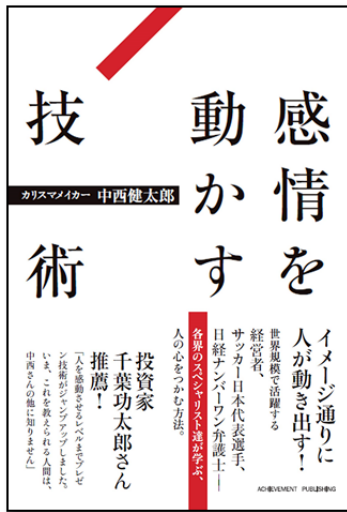 感情を
動かす
技術
カリスマメイカー 中西健太郎
イメージ通りに
人が動き出す!
世界規模で活躍する
経営者、
サッカー日本代表選手、
日経ナンバーワン弁護士──
各界のスペシャリスト達が学ぶ、
人の心をつかむ方法。
投資家
千葉功太郎さん
推薦!
「人を感動させるレベルまでプレゼ
ン技術がジャンプアップしました。
いま、これを教えられる人間は、
中西さんの他に知りません」
ACHIEVEMENT PUBLISHING